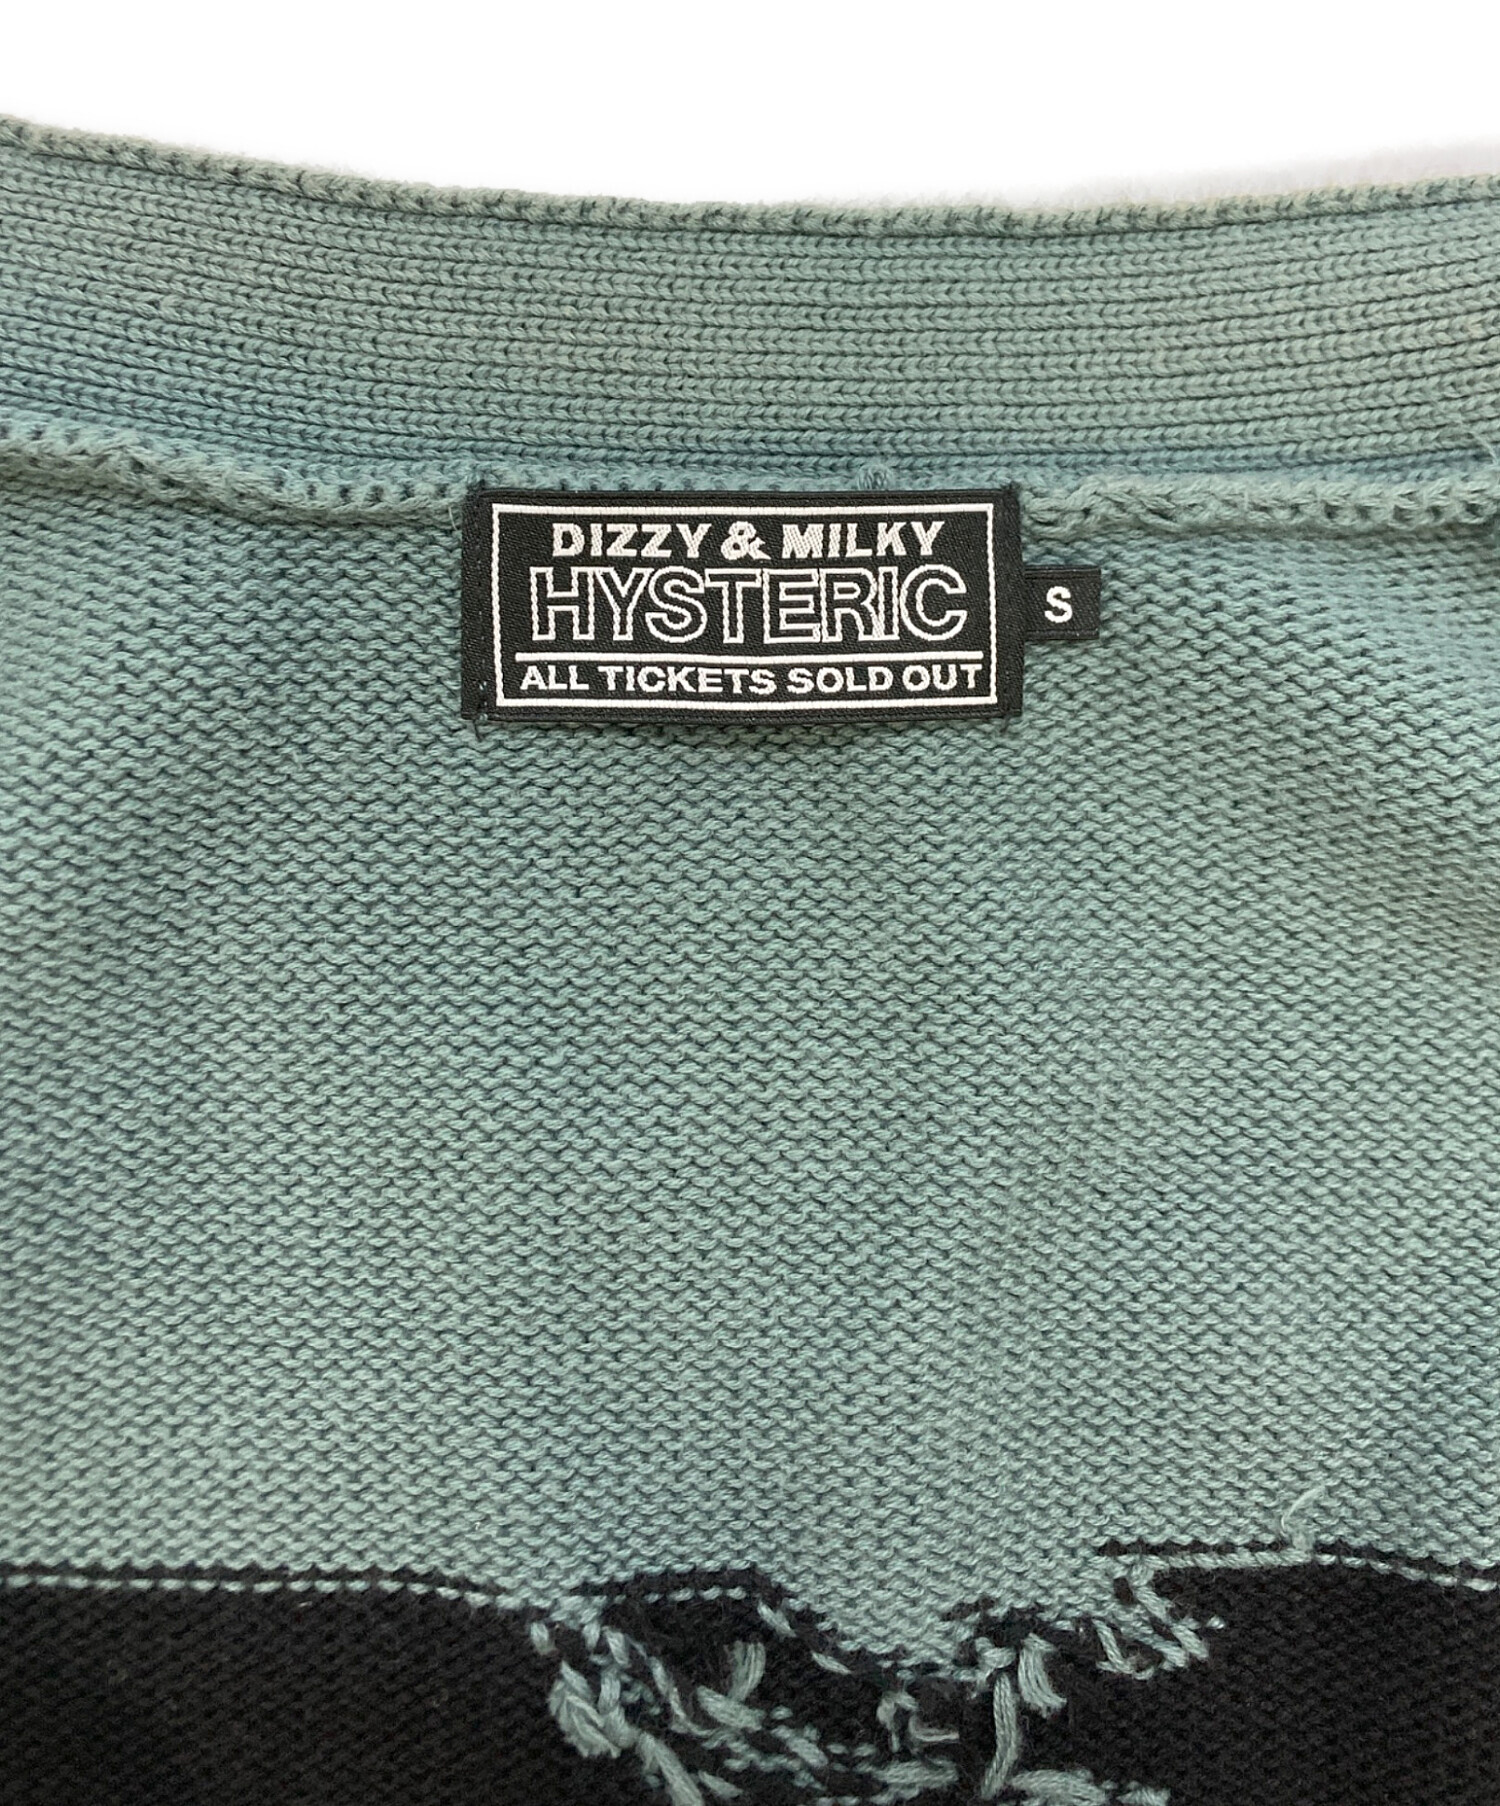 DIZZY & MILKY
HYSTERIC
ALL TICKETS SOLD OUT
S